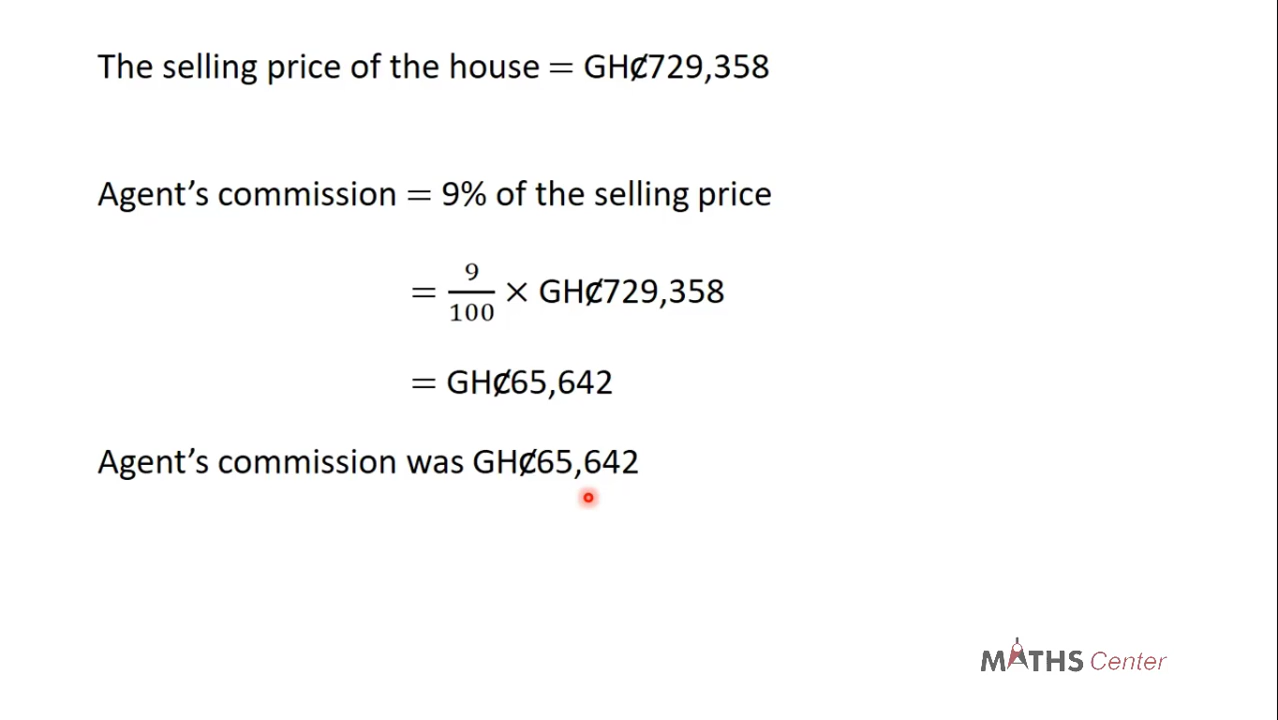 The selling price of the house = GH₵729,358
Agent’s commission = 9% of the selling price
= 9/100 × GH₵729,358
= GH₵65,642
Agent’s commission was GH₵65,642
MATHS Center